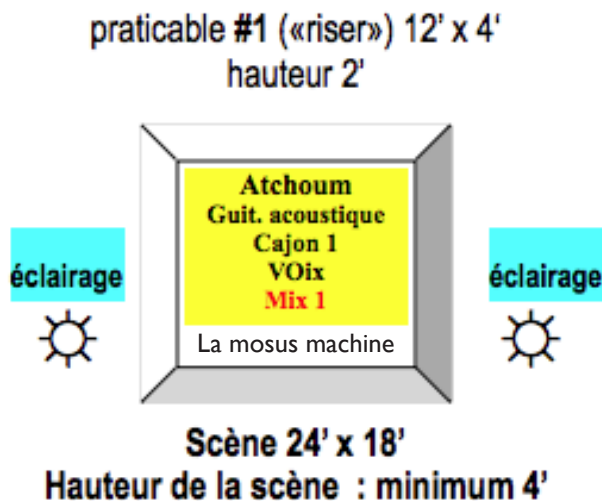 praticable #1 («riser») 12' x 4‘
hauteur 2’
Atchoum
Guit. acoustique
Cajon 1
VOix
Mix 1
La mosus machine
éclairage
éclairage
Scène 24’ x 18’
Hauteur de la scène : minimum 4’